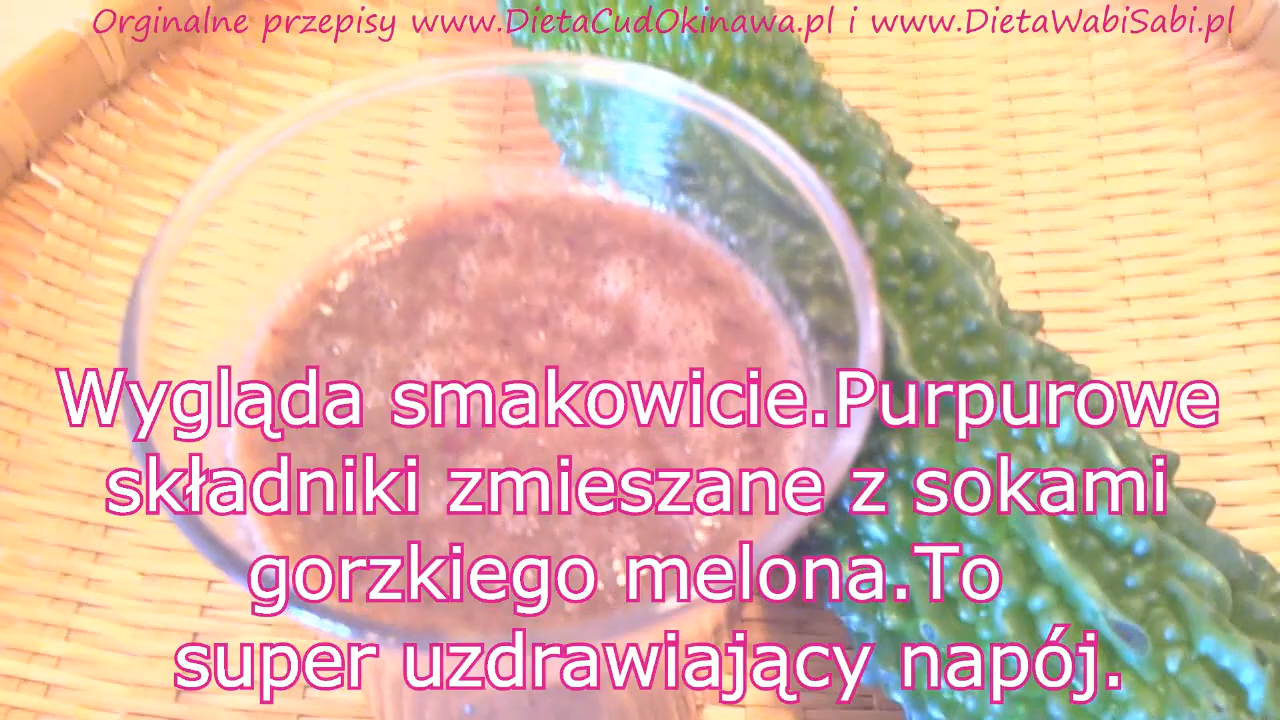 Orginalne przepisy www.DietaCudOkinawa.pl i www.DietaWabiSabi.pl
Wygląda smakowicie.Purpurowe
składniki zmieszane z sokami
gorzkiego melona.To
super uzdrawiający napój.